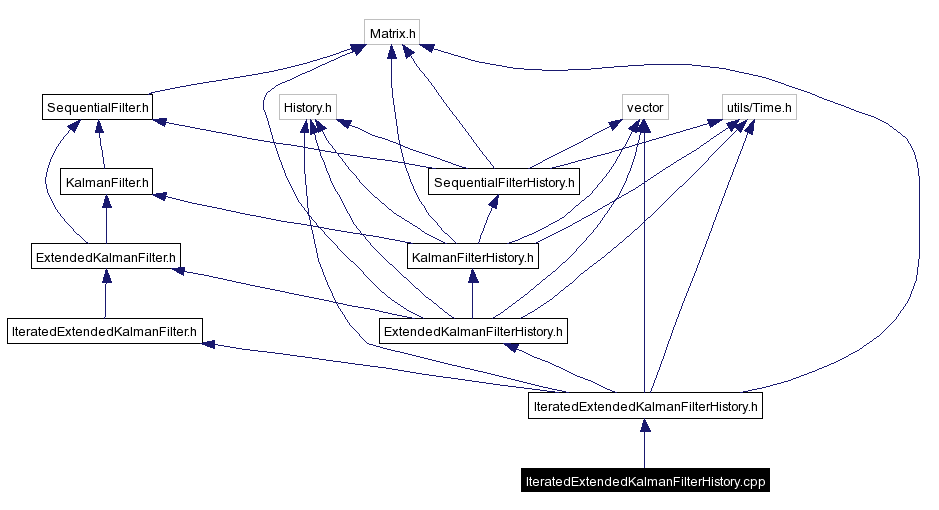 Matrix.h
SequentialFilter.h
History.h
vector
utils/Time.h
KalmanFilter.h
SequentialFilterHistory.h
ExtendedKalmanFilter.h
KalmanFilterHistory.h
IteratedExtendedKalmanFilter.h
ExtendedKalmanFilterHistory.h
IteratedExtendedKalmanFilterHistory.h
IteratedExtendedKalmanFilterHistory.cpp